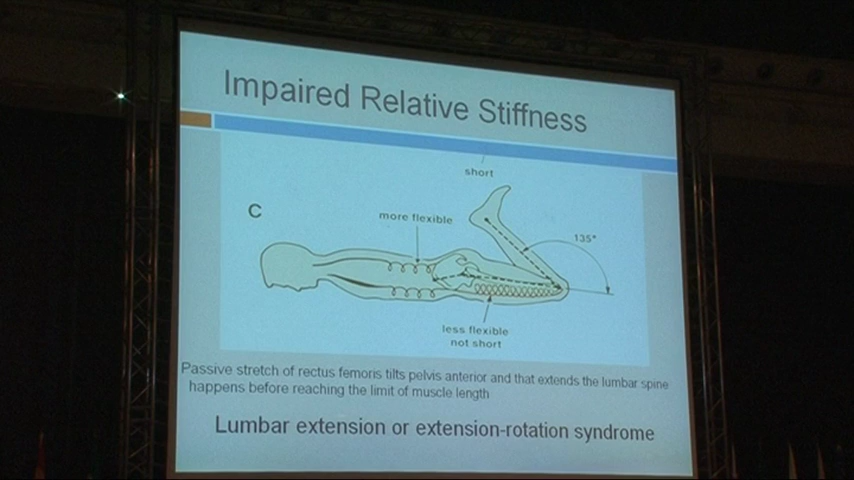 Impaired Relative Stiffness
short
C
more flexible
135°
less flexible
not short
Passive stretch of rectus femoris tilts pelvis anterior and that extends the lumbar spine
happens before reaching the limit of muscle length
Lumbar extension or extension-rotation syndrome